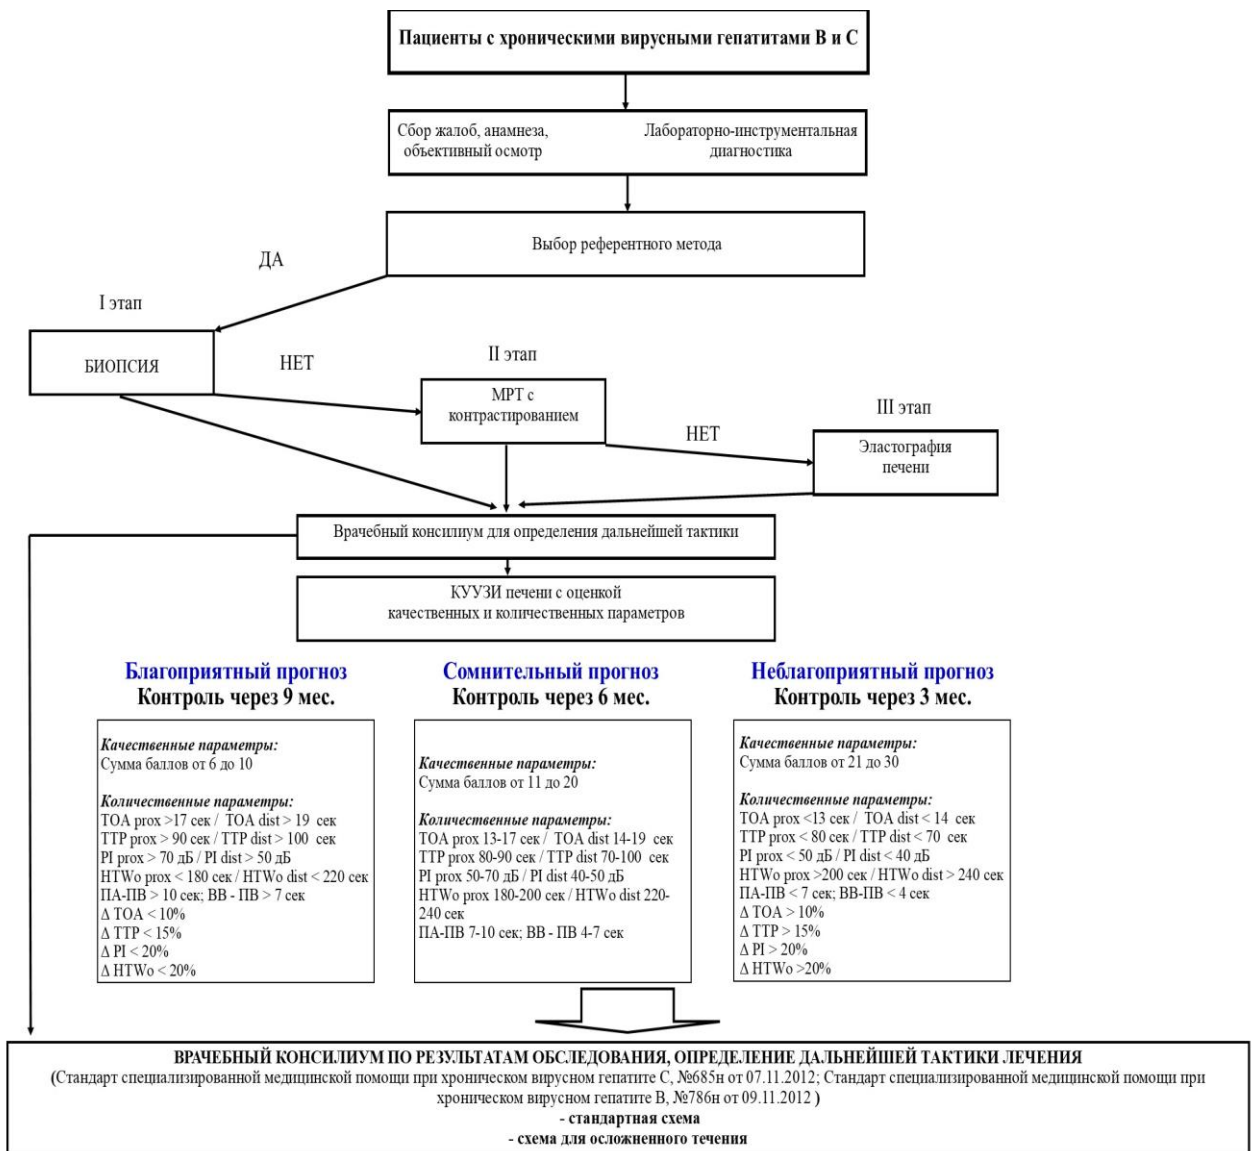 Пациенты с хроническими вирусными гепатитами В и С
Сбор жалоб, анамнеза,
объективный осмотр
Лабораторно-инструментальная
диагностика
Выбор референтного метода
ДА
I этап
БИОПСИЯ
НЕТ
II этап
МРТ с
контрастированием
НЕТ
III этап
Эластография
печени
Врачебный консилиум для определения дальнейшей тактики
КУУЗИ печени с оценкой
качественных и количественных параметров
Благоприятный прогноз
Контроль через 9 мес.
Качественные параметры:
Сумма баллов от 6 до 10
Количественные параметры:
TOA prox >17 сек / TOA dist > 19 сек
TTP prox > 90 сек / TTP dist > 100 сек
PI prox > 70 дБ / PI dist > 50 дБ
HTWo prox < 180 сек / HTWo dist < 220 сек
ПА-ПВ > 10 сек; ВВ - ПВ > 7 сек
Δ TOA < 10%
Δ TTP < 15%
Δ PI < 20%
Δ HTWo < 20%
Сомнительный прогноз
Контроль через 6 мес.
Качественные параметры:
Сумма баллов от 11 до 20
Количественные параметры:
TOA prox 13-17 сек / TOA dist 14-19 сек
TTP prox 80-90 сек / TTP dist 70-100 сек
PI prox 50-70 дБ / PI dist 40-50 дБ
HTWo prox 180-200 сек / HTWo dist 220-
240 сек
ПА-ПВ 7-10 сек; ВВ - ПВ 4-7 сек
Неблагоприятный прогноз
Контроль через 3 мес.
Качественные параметры:
Сумма баллов от 21 до 30
Количественные параметры:
TOA prox <13 сек / TOA dist < 14 сек
TTP prox < 80 сек / TTP dist < 70 сек
PI prox < 50 дБ / PI dist < 40 дБ
HTWo prox >200 сек / HTWo dist > 240 сек
ПА-ПВ < 7 сек; ВВ-ПВ < 4 сек
Δ TOA > 10%
Δ TTP > 15%
Δ PI > 20%
Δ HTWo >20%
ВРАЧЕБНЫЙ КОНСИЛИУМ ПО РЕЗУЛЬТАТАМ ОБСЛЕДОВАНИЯ, ОПРЕДЕЛЕНИЕ ДАЛЬНЕЙШЕЙ ТАКТИКИ ЛЕЧЕНИЯ
(Стандарт специализированной медицинской помощи при хроническом вирусном гепатите С, №685н от 07.11.2012; Стандарт специализированной медицинской помощи при
хроническом вирусном гепатите В, №786н от 09.11.2012 )
- стандартная схема
- схема для осложненного течения